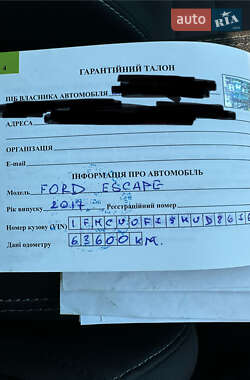 AUTO RIA
4
ГАРАНТІЙНИЙ ТАЛОН
ПІБ ВЛАСНИКА АВТОМОБІЛЯ
АДРЕСА
ОРГАНІЗАЦІЯ
E-mail
ІНФОРМАЦІЯ ПРО АВТОМОБІЛЬ
Модель FORD ESCAPE
Рік випуску 2017 Реєстраційний номер
Номер кузову (VIN)
Дані одометру 63600 км.